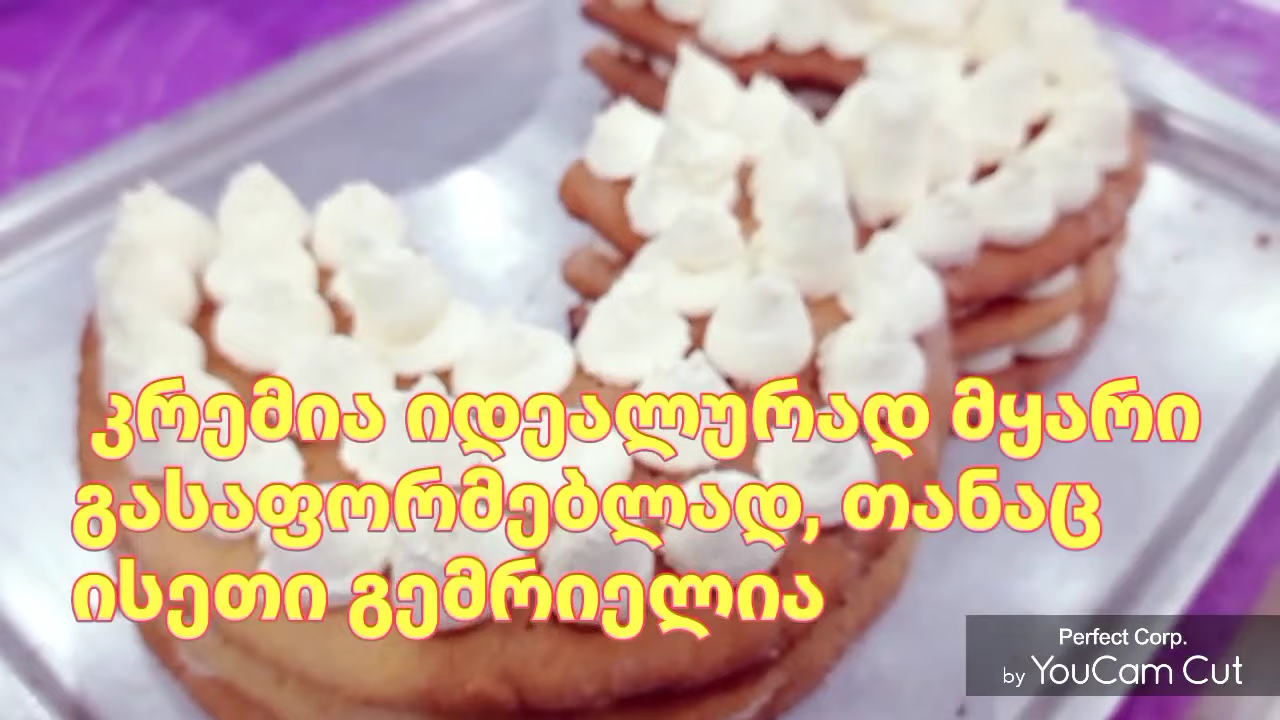 კრემია იდეალურად მყარი
გასაფორმებლად, თანაც
ისეთი გემრიელია
Perfect Corp.
by YouCam Cut